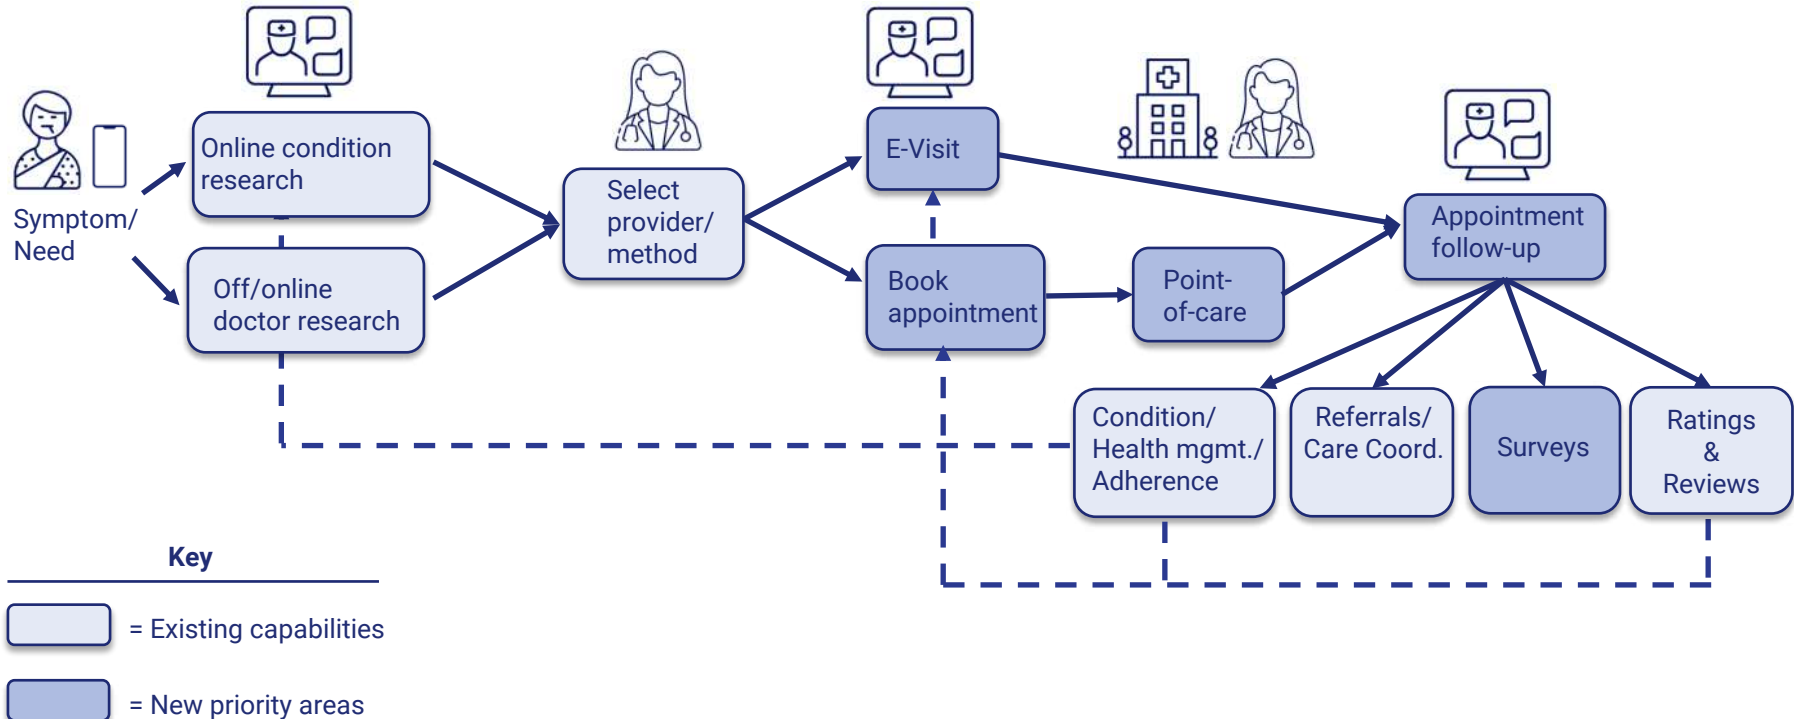 Symptom/
Need
Online condition
research
Off/online
doctor research
Select
provider/
method
E-Visit
Book
appointment
Point-
of-care
Appointment
follow-up
Condition/
Health mgmt./
Adherence
Referrals/
Care Coord.
Surveys
Ratings
&
Reviews
Key
= Existing capabilities
= New priority areas